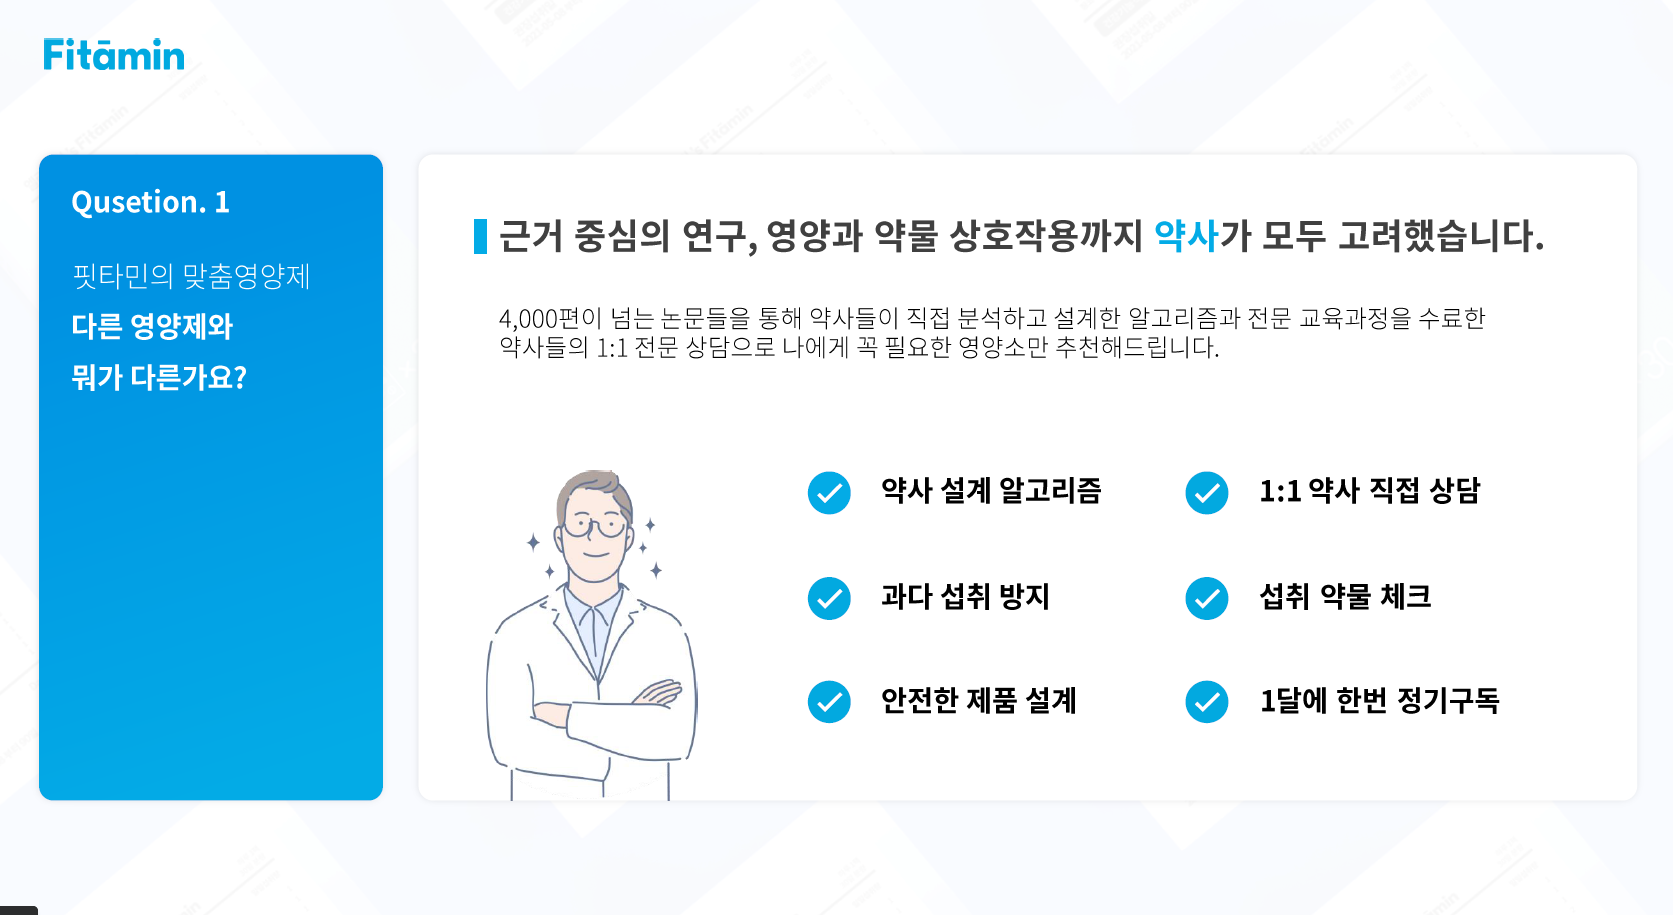 Fitāmin
Qusetion. 1
핏타민의 맞춤영양제
다른 영양제와
뭐가 다른가요?
근거 중심의 연구, 영양과 약물 상호작용까지 약사가 모두 고려했습니다.
4,000편이 넘는 논문들을 통해 약사들이 직접 분석하고 설계한 알고리즘과 전문 교육과정을 수료한
약사들의 1:1 전문 상담으로 나에게 꼭 필요한 영양소만 추천해드립니다.
약사 설계 알고리즘
1:1 약사 직접 상담
과다 섭취 방지
섭취 약물 체크
안전한 제품 설계
1달에 한번 정기구독